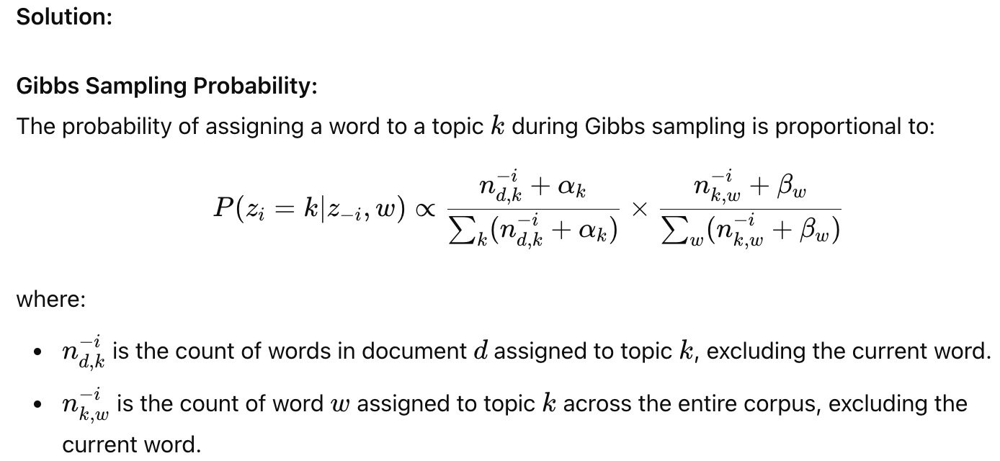 Solution:
Gibbs Sampling Probability:
The probability of assigning a word to a topic k during Gibbs sampling is proportional to:
$P(z_i = k|z_{-i}, w) \propto \frac{n_{d,k}^{-i} + \alpha_k}{\sum_k (n_{d,k}^{-i} + \alpha_k)} \times \frac{n_{k,w}^{-i} + \beta_w}{\sum_w (n_{k,w}^{-i} + \beta_w)}$
where:
• $n_{d,k}^{-i}$ is the count of words in document d assigned to topic k, excluding the current word.
• $n_{k,w}^{-i}$ is the count of word w assigned to topic k across the entire corpus, excluding the
current word.